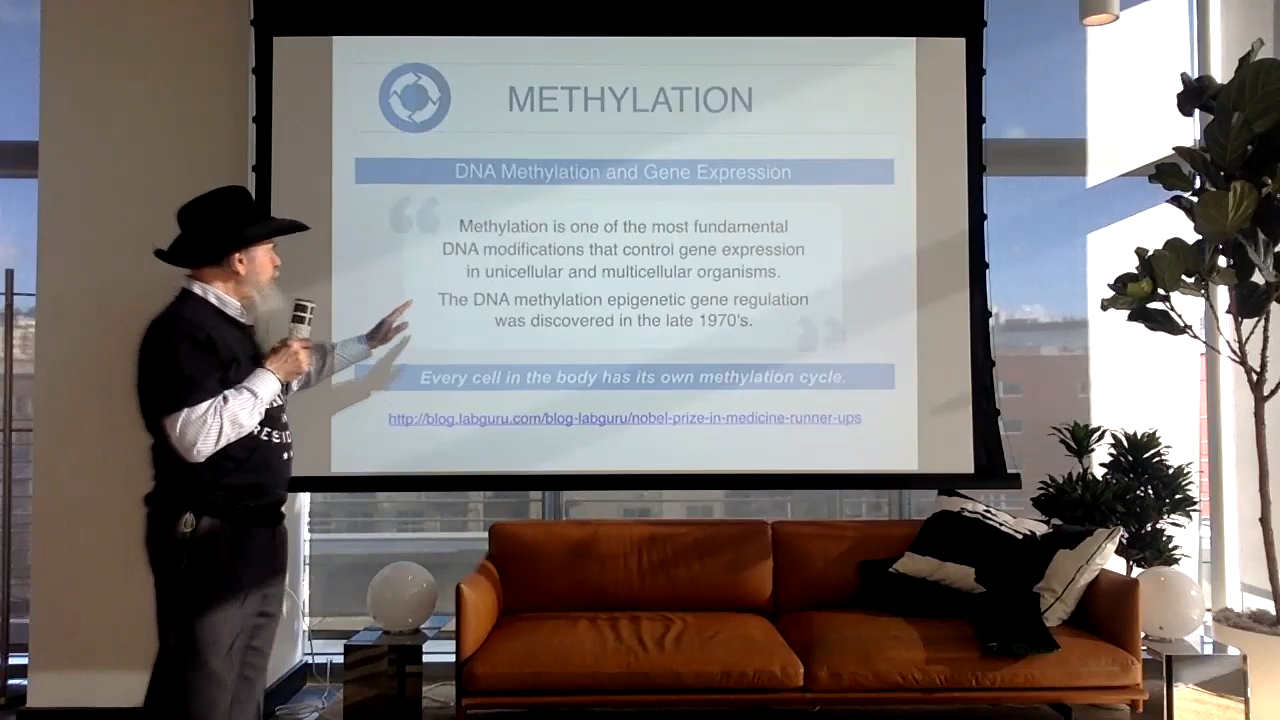 METHYLATION
DNA Methylation and Gene Expression
“
Methylation is one of the most fundamental
DNA modifications that control gene expression
in unicellular and multicellular organisms.
The DNA methylation epigenetic gene regulation
was discovered in the late 1970's.
”
Every cell in the body has its own methylation cycle.
http://blog.labguru.com/blog-labguru/nobel-prize-in-medicine-runner-ups